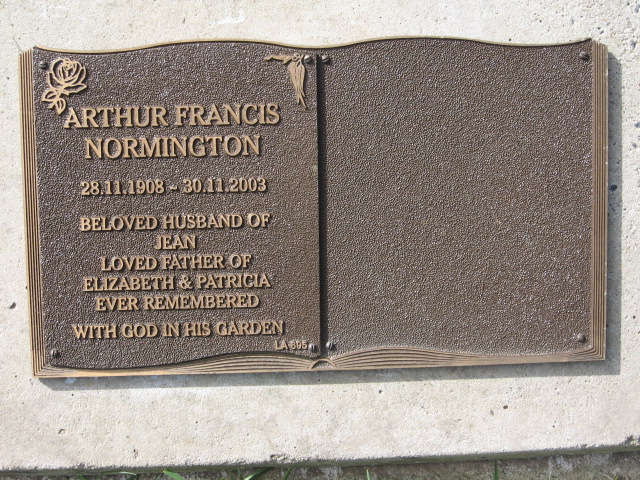 ARTHUR FRANCIS
NORMINGTON
28.11.1908 ~ 30.11.2003
BELOVED HUSBAND OF
JEAN
LOVED FATHER OF
ELIZABETH & PATRICIA
EVER REMEMBERED
WITH GOD IN HIS GARDEN